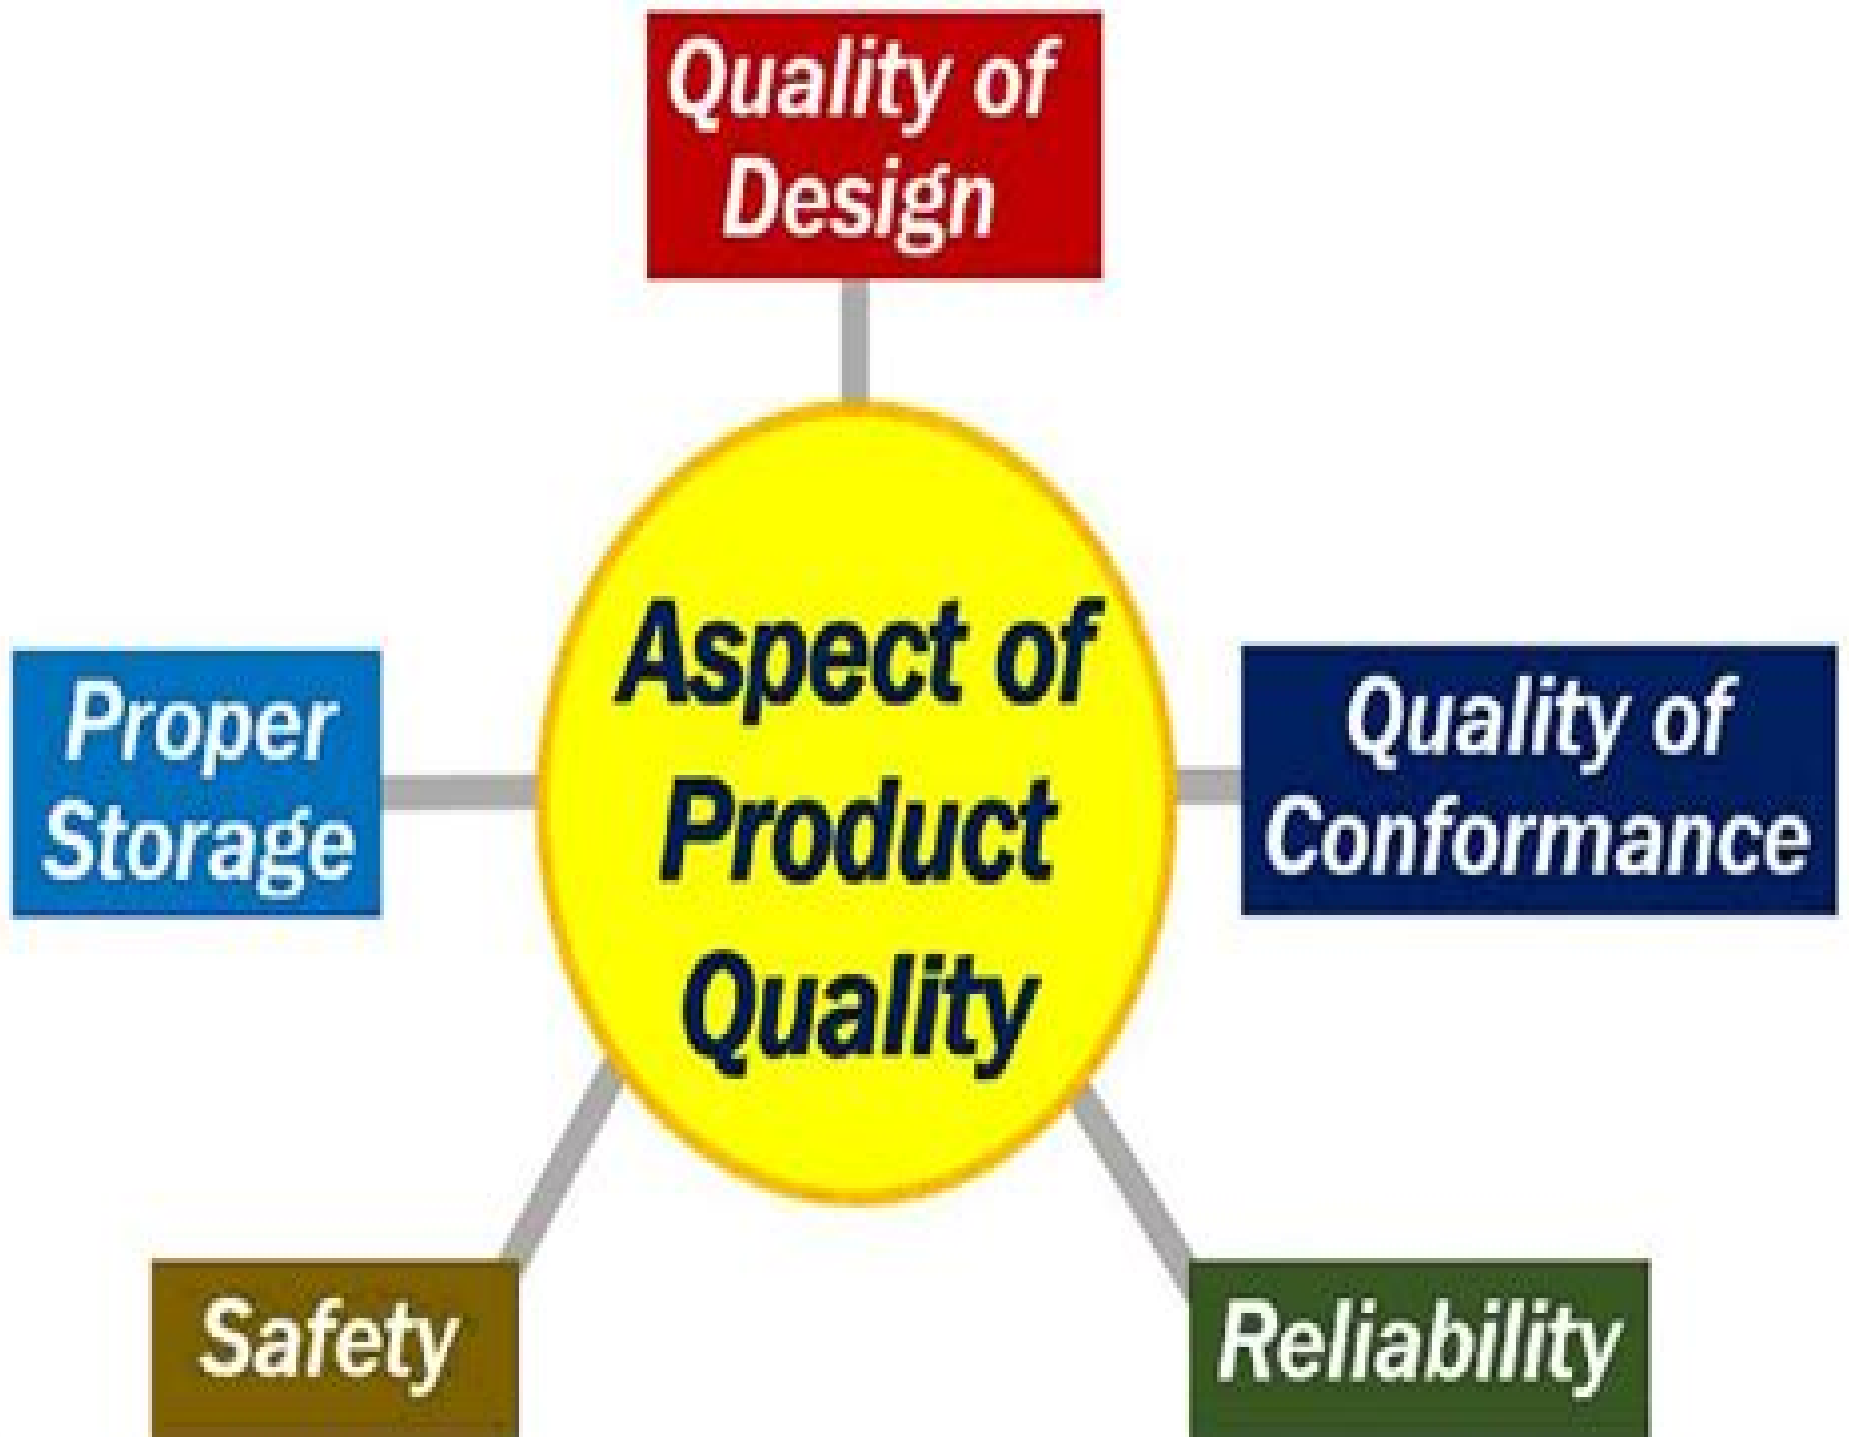 Quality of
Design
Aspect of
Product
Quality
Proper
Storage
Quality of
Conformance
Safety
Reliability